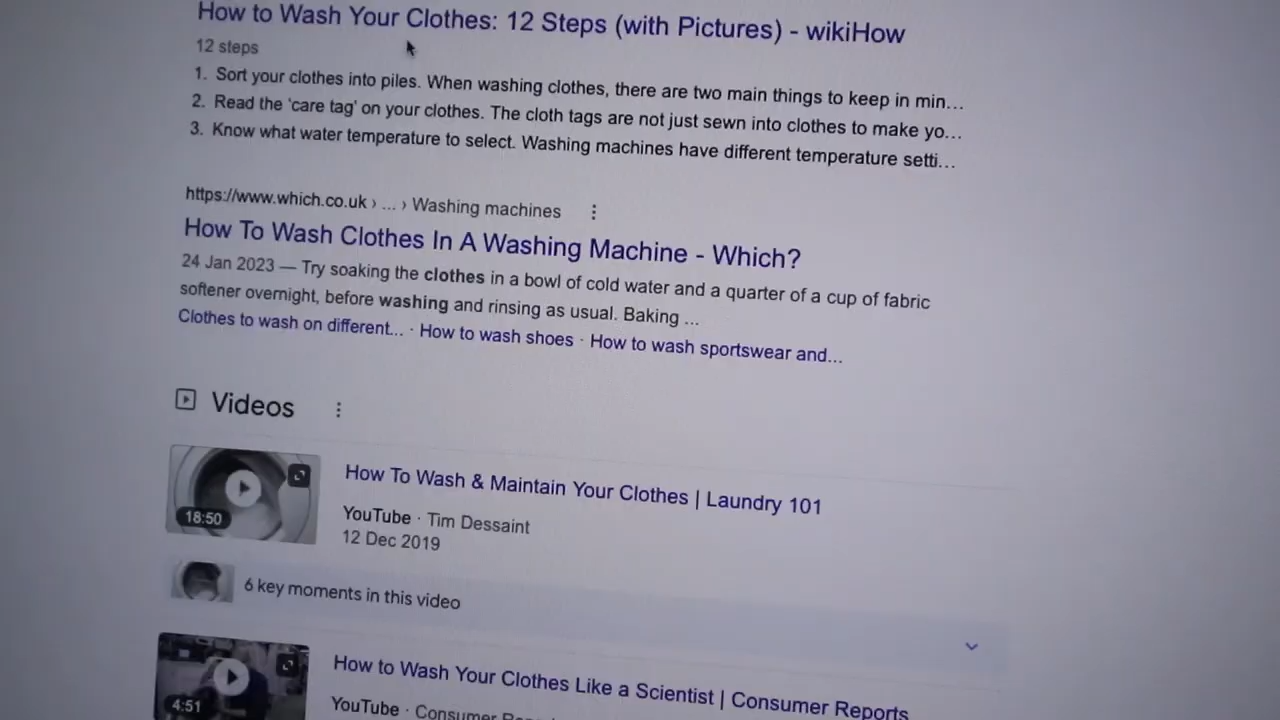 How to Wash Your Clothes: 12 Steps (with Pictures) - wikiHow
12 steps
1. Sort your clothes into piles. When washing clothes, there are two main things to keep in min...
2. Read the 'care tag' on your clothes. The cloth tags are not just sewn into clothes to make yo...
3. Know what water temperature to select. Washing machines have different temperature setti...
https://www.which.co.uk › ... › Washing machines
How To Wash Clothes In A Washing Machine - Which?
24 Jan 2023 — Try soaking the clothes in a bowl of cold water and a quarter of a cup of fabric
softener overnight, before washing and rinsing as usual. Baking ...
Clothes to wash on different... · How to wash shoes · How to wash sportswear and...
Videos
How To Wash & Maintain Your Clothes | Laundry 101
18:50
YouTube · Tim Dessaint
12 Dec 2019
6 key moments in this video
How to Wash Your Clothes Like a Scientist | Consumer Reports
4:51
YouTube · Consumer